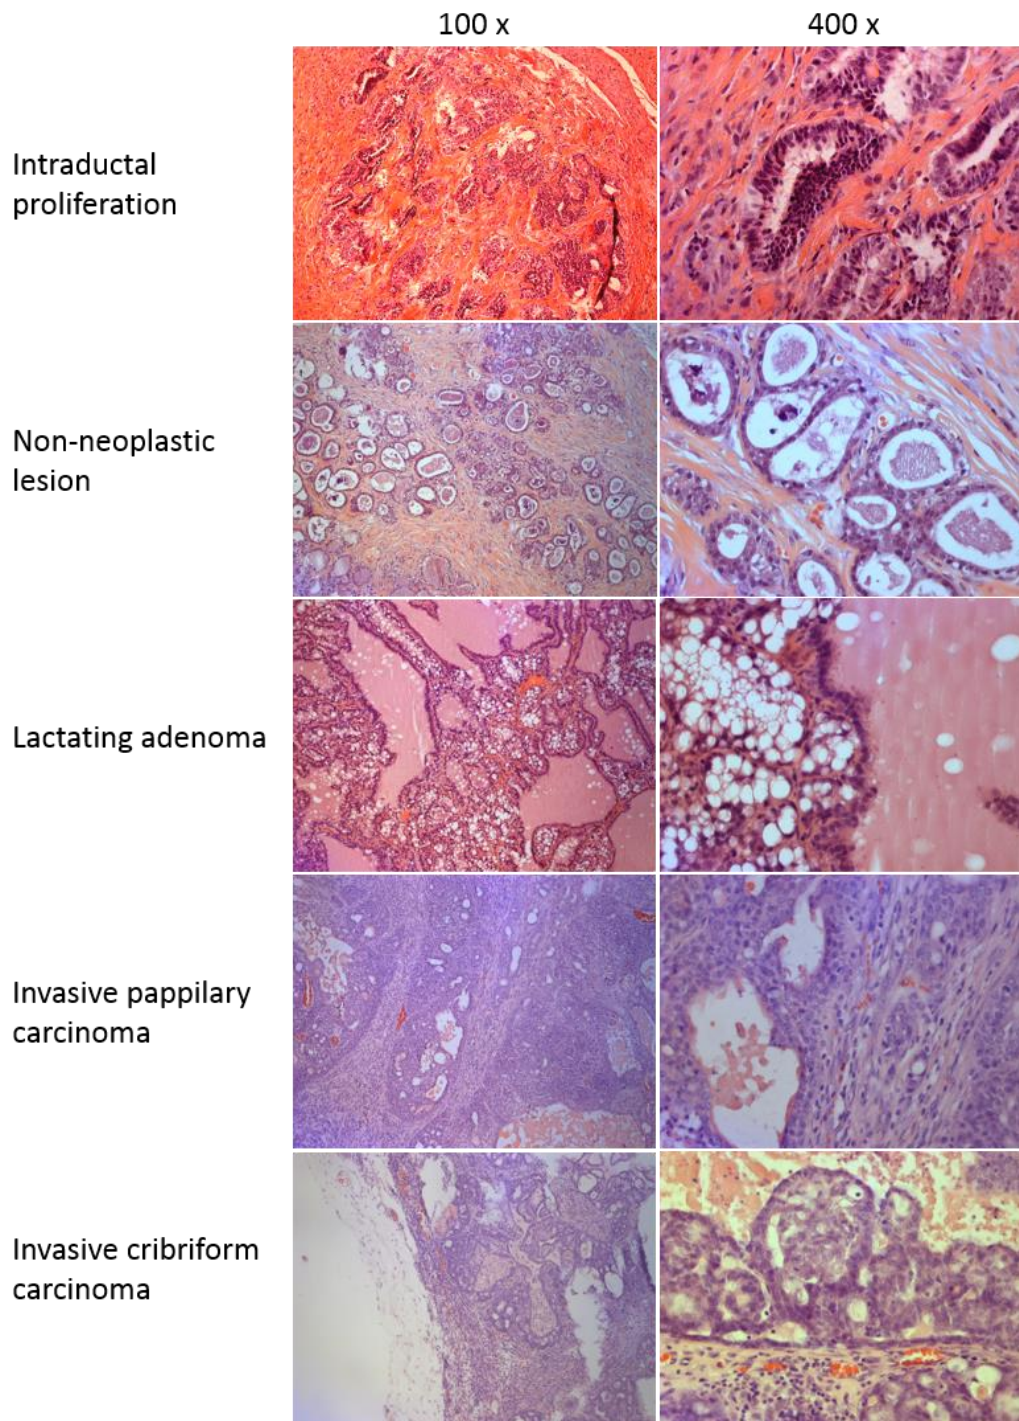 100 x
400 x
Intraductal
proliferation
Non-neoplastic
lesion
Lactating adenoma
Invasive pappilary
carcinoma
Invasive cribriform
carcinoma